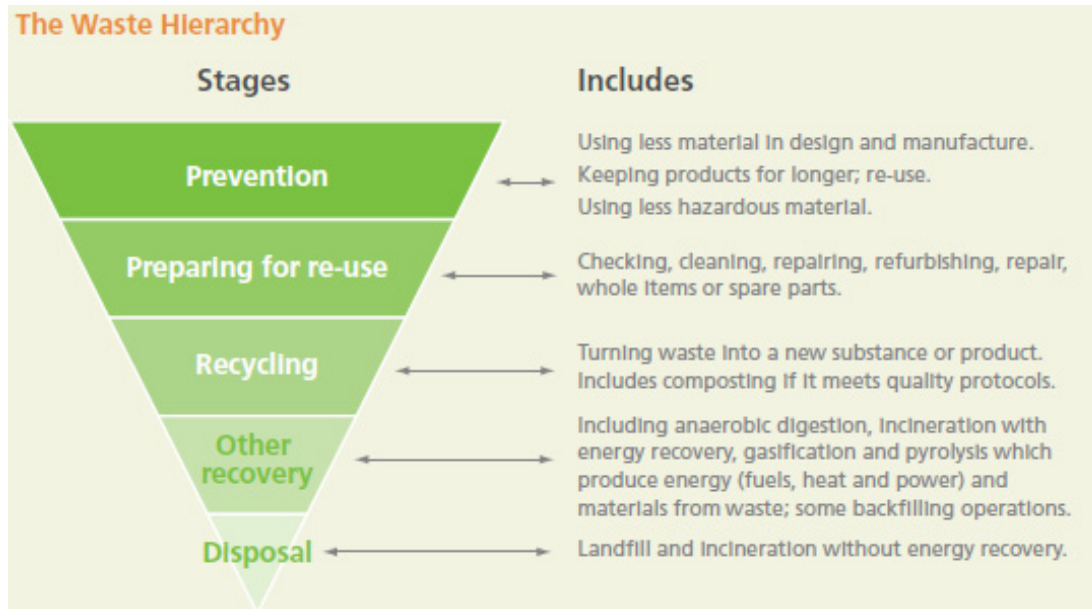 The Waste Hierarchy
Stages
Includes
Prevention
Using less material in design and manufacture.
Keeping products for longer; re-use.
Using less hazardous material.
Preparing for re-use
Checking, cleaning, repairing, refurbishing, repair,
whole items or spare parts.
Recycling
Turning waste into a new substance or product.
Includes composting if it meets quality protocols.
Other
recovery
Including anaerobic digestion, incineration with
energy recovery, gasification and pyrolysis which
produce energy (fuels, heat and power) and
materials from waste; some backfilling operations.
Disposal
Landfill and incineration without energy recovery.